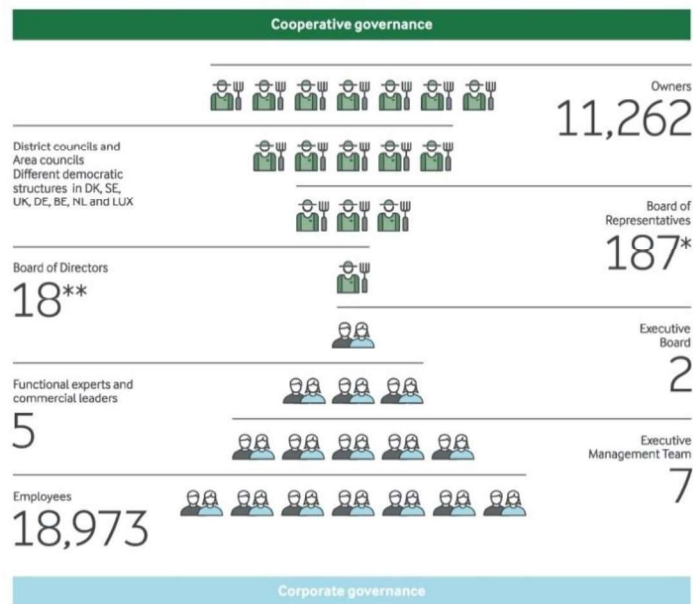 Cooperative governance
Owners
11,262
District councils and
Area councils
Different democratic
structures in DK, SE,
UK, DE, BE, NL and LUX
Board of
Representatives
187*
Board of Directors
18**
Executive
Board
2
Functional experts and
commercial leaders
5
Executive
Management Team
7
Employees
18,973
Corporate governance